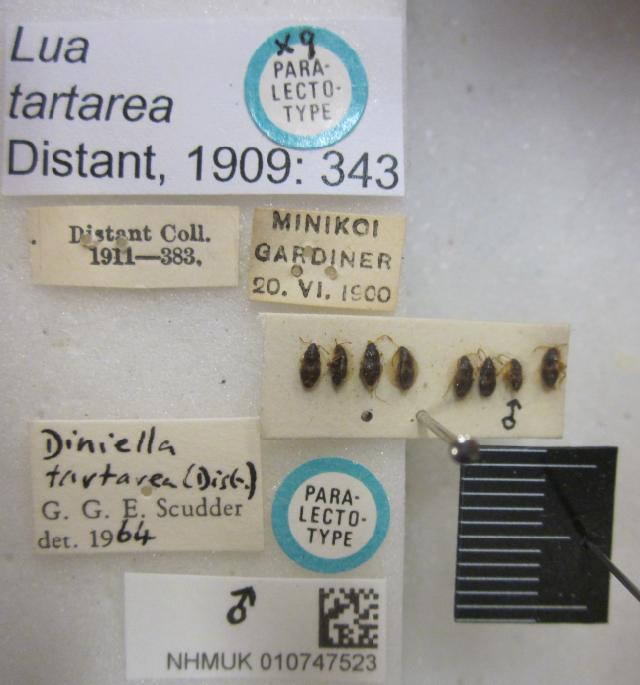 Lua
tartarea
Distant, 1909: 343
x9
PARA-
LECTO-
TYPE
Distant Coll.
1911—383.
MINIKOI
GARDINER
20. VI. 1900
♂
Diniella
tartarea (Dist.)
G. G. E. Scudder
det. 1964
PARA-
LECTO-
TYPE
♂
NHMUK 010747523